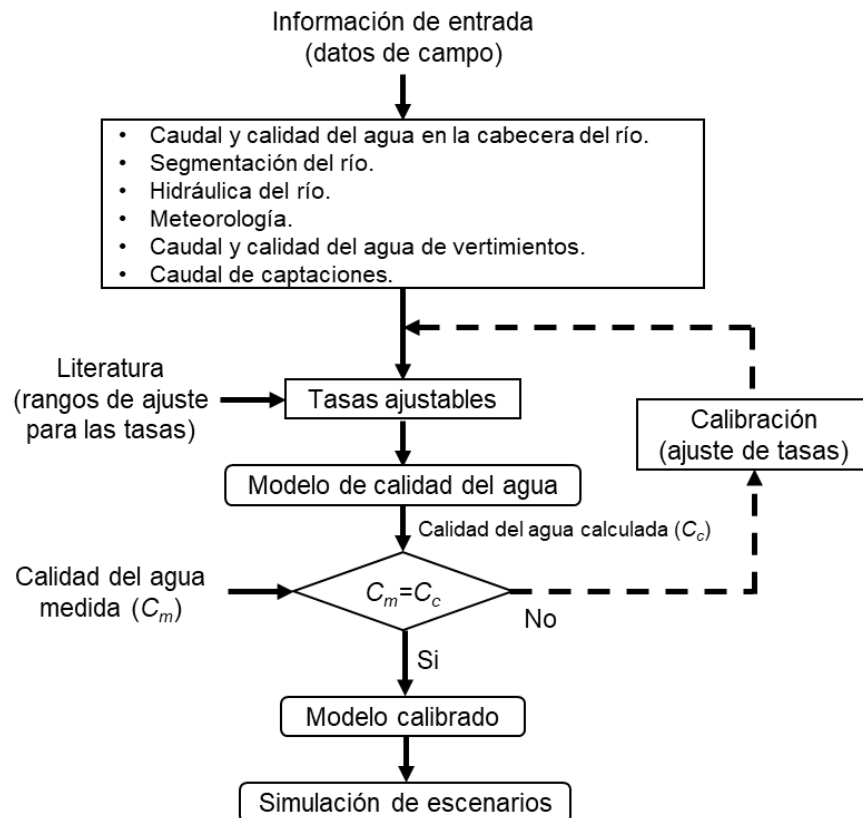 Información de entrada
(datos de campo)
• Caudal y calidad del agua en la cabecera del río.
• Segmentación del río.
• Hidráulica del río.
• Meteorología.
• Caudal y calidad del agua de vertimientos.
• Caudal de captaciones.
Literatura
(rangos de ajuste
para las tasas)
Tasas ajustables
Calibración
(ajuste de tasas)
Modelo de calidad del agua
Calidad del agua calculada (Cc)
Calidad del agua
medida (Cm)
Cm=Cc
No
Si
Modelo calibrado
Simulación de escenarios